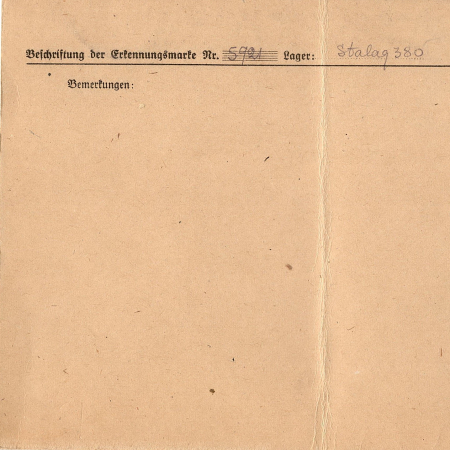 Beschriftung der Erkennungsmarke Nr. 5921 Lager: Stalag 380
Bemerkungen: